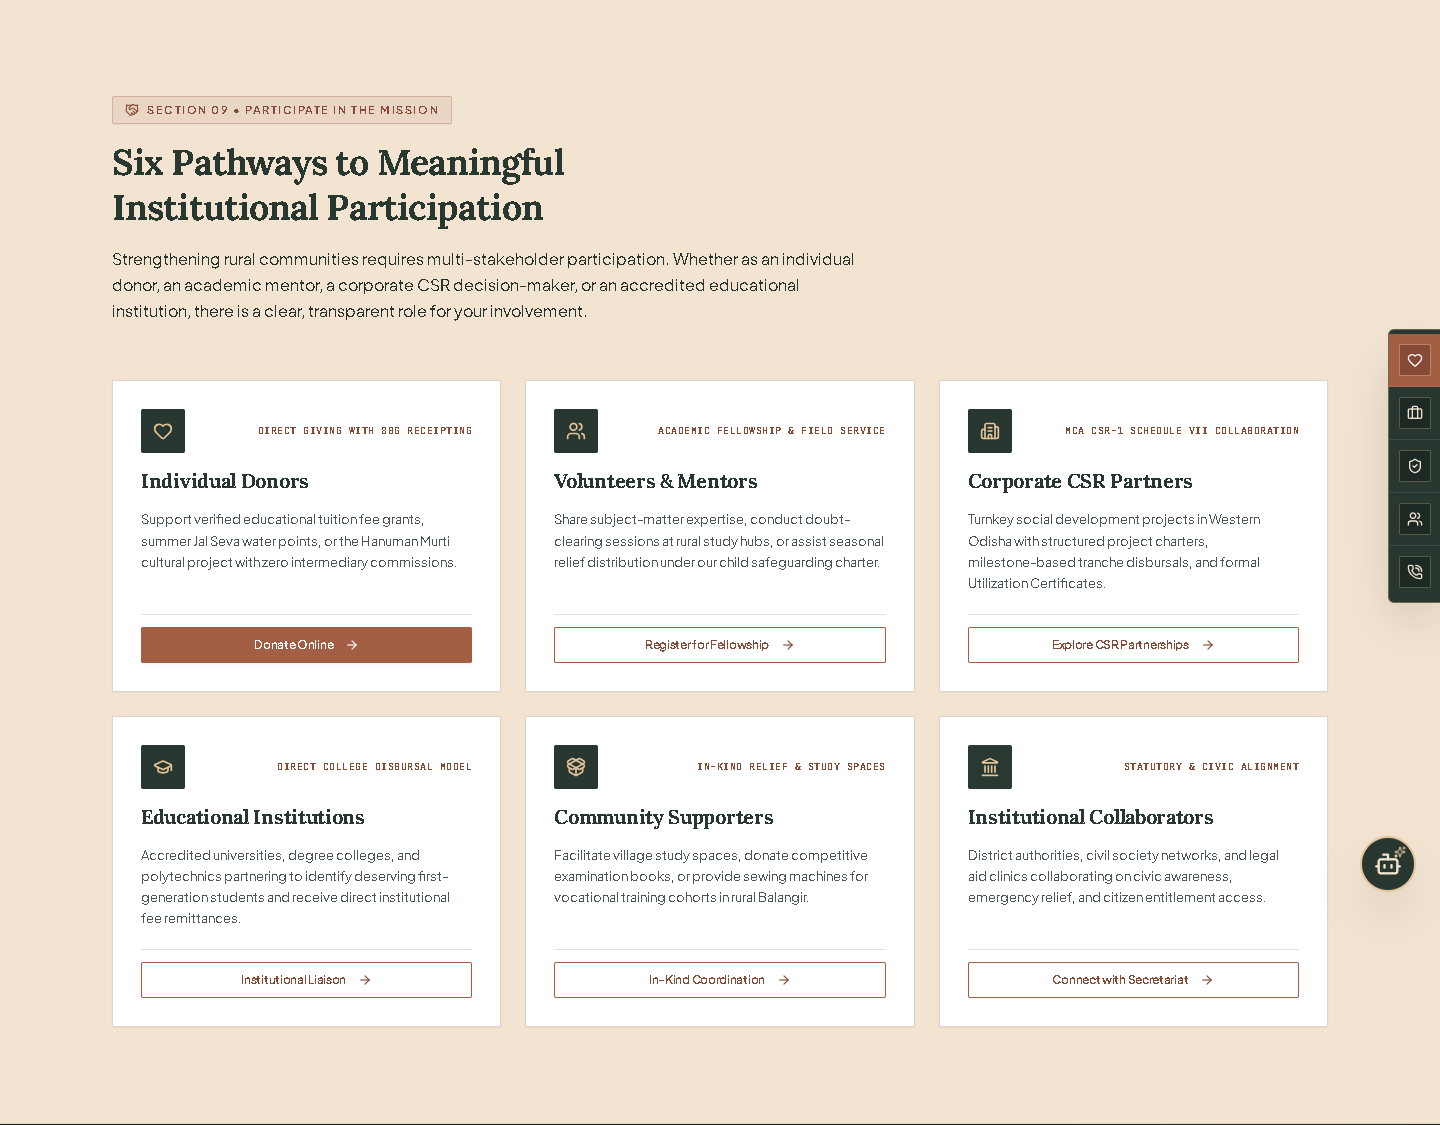 SECTION 09 • PARTICIPATE IN THE MISSION
Six Pathways to Meaningful
Institutional Participation
Strengthening rural communities requires multi-stakeholder participation. Whether as an individual
donor, an academic mentor, a corporate CSR decision-maker, or an accredited educational
institution, there is a clear, transparent role for your involvement.
DIRECT GIVING WITH 80G RECEIPTING
Individual Donors
Support verified educational tuition fee grants,
summer Jal Seva water points, or the Hanuman Murti
cultural project with zero intermediary commissions.
Donate Online
ACADEMIC FELLOWSHIP & FIELD SERVICE
Volunteers & Mentors
Share subject-matter expertise, conduct doubt-
clearing sessions at rural study hubs, or assist seasonal
relief distribution under our child safeguarding charter.
Register for Fellowship
MCA CSR-1 SCHEDULE VII COLLABORATION
Corporate CSR Partners
Turnkey social development projects in Western
Odisha with structured project charters,
milestone-based tranche disbursals, and formal
Utilization Certificates.
Explore CSR Partnerships
DIRECT COLLEGE DISBURSAL MODEL
Educational Institutions
Accredited universities, degree colleges, and
polytechnics partnering to identify deserving first-
generation students and receive direct institutional
fee remittances.
Institutional Liaison
IN-KIND RELIEF & STUDY SPACES
Community Supporters
Facilitate village study spaces, donate competitive
examination books, or provide sewing machines for
vocational training cohorts in rural Balangir.
In-Kind Coordination
STATUTORY & CIVIC ALIGNMENT
Institutional Collaborators
District authorities, civil society networks, and legal
aid clinics collaborating on civic awareness,
emergency relief, and citizen entitlement access.
Connect with Secretariat